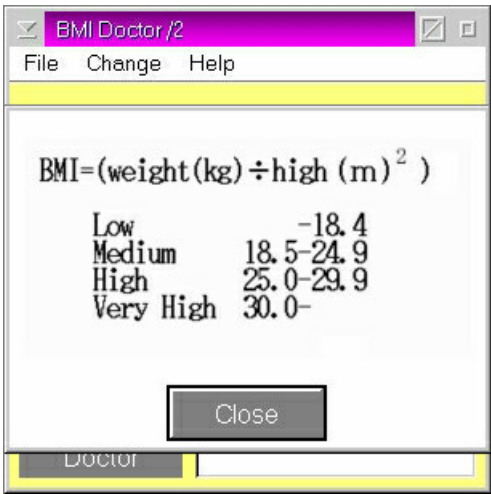 BMI Doctor /2
File Change Help
BMI=(weight(kg)÷high (m)² )
Low -18.4
Medium 18.5-24.9
High 25.0-29.9
Very High 30.0-
Close
Doctor